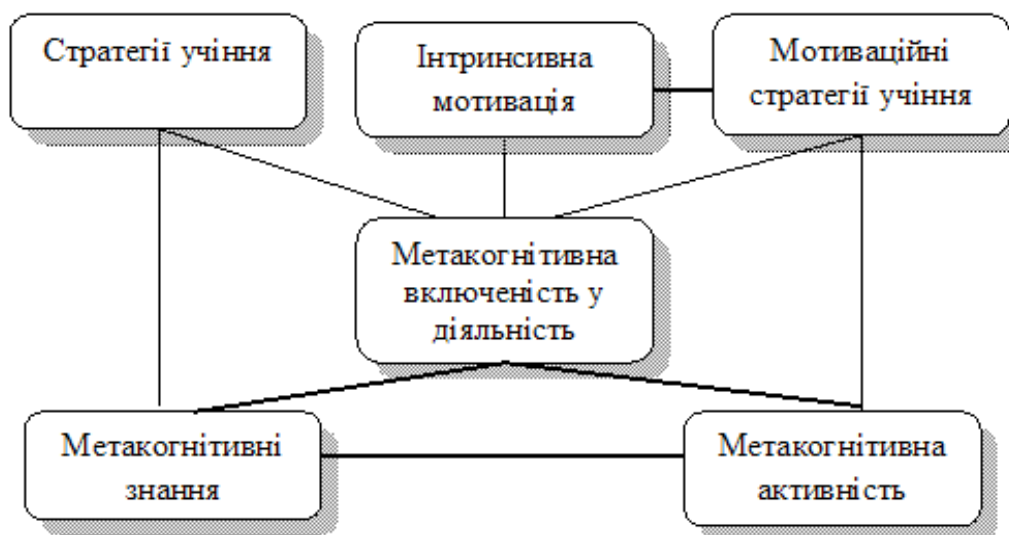 Стратегії учіння
Інтринсивна
мотивація
Мотиваційні
стратегії учіння
Метакогнітивна
включеність у
діяльність
Метакогнітивні
знання
Метакогнітивна
активність